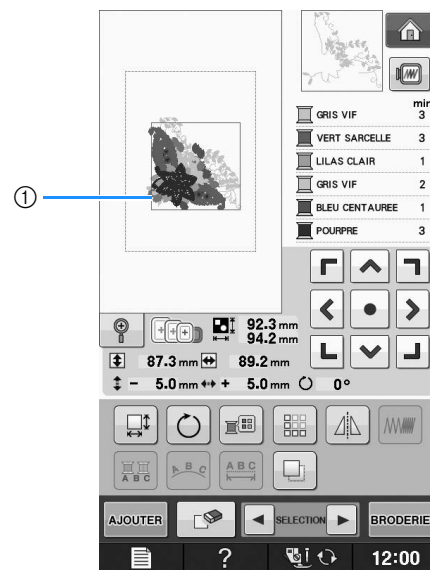 min
GRIS VIF 3
VERT SARCELLE 3
LILAS CLAIR 1
GRIS VIF 2
BLEU CENTAUREE 1
POURPRE 3
①
92.3 mm
94.2 mm
87.3 mm 89.2 mm
- 5.0 mm + 5.0 mm 0°
A B C A B C A B C
AJOUTER SELECTION BRODERIE
? 12:00